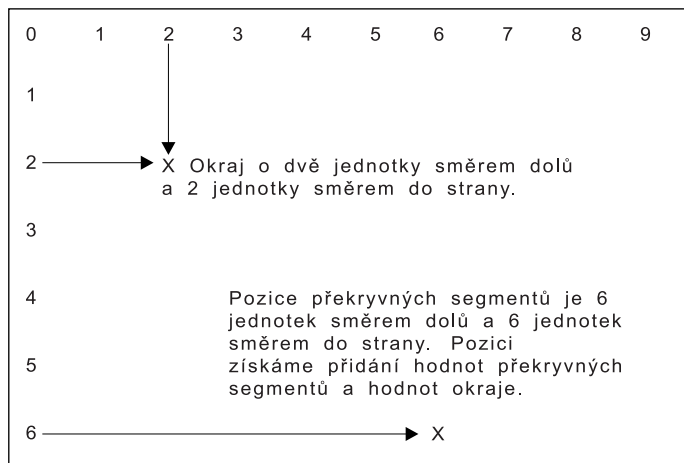 0 1 2 3 4 5 6 7 8 9
1
2 X Okraj o dvě jednotky směrem dolů
a 2 jednotky směrem do strany.
3
4 Pozice překryvných segmentů je 6
jednotek směrem dolů a 6 jednotek
směrem do strany. Pozici
5 získáme přidání hodnot překryvných
segmentů a hodnot okraje.
6 X